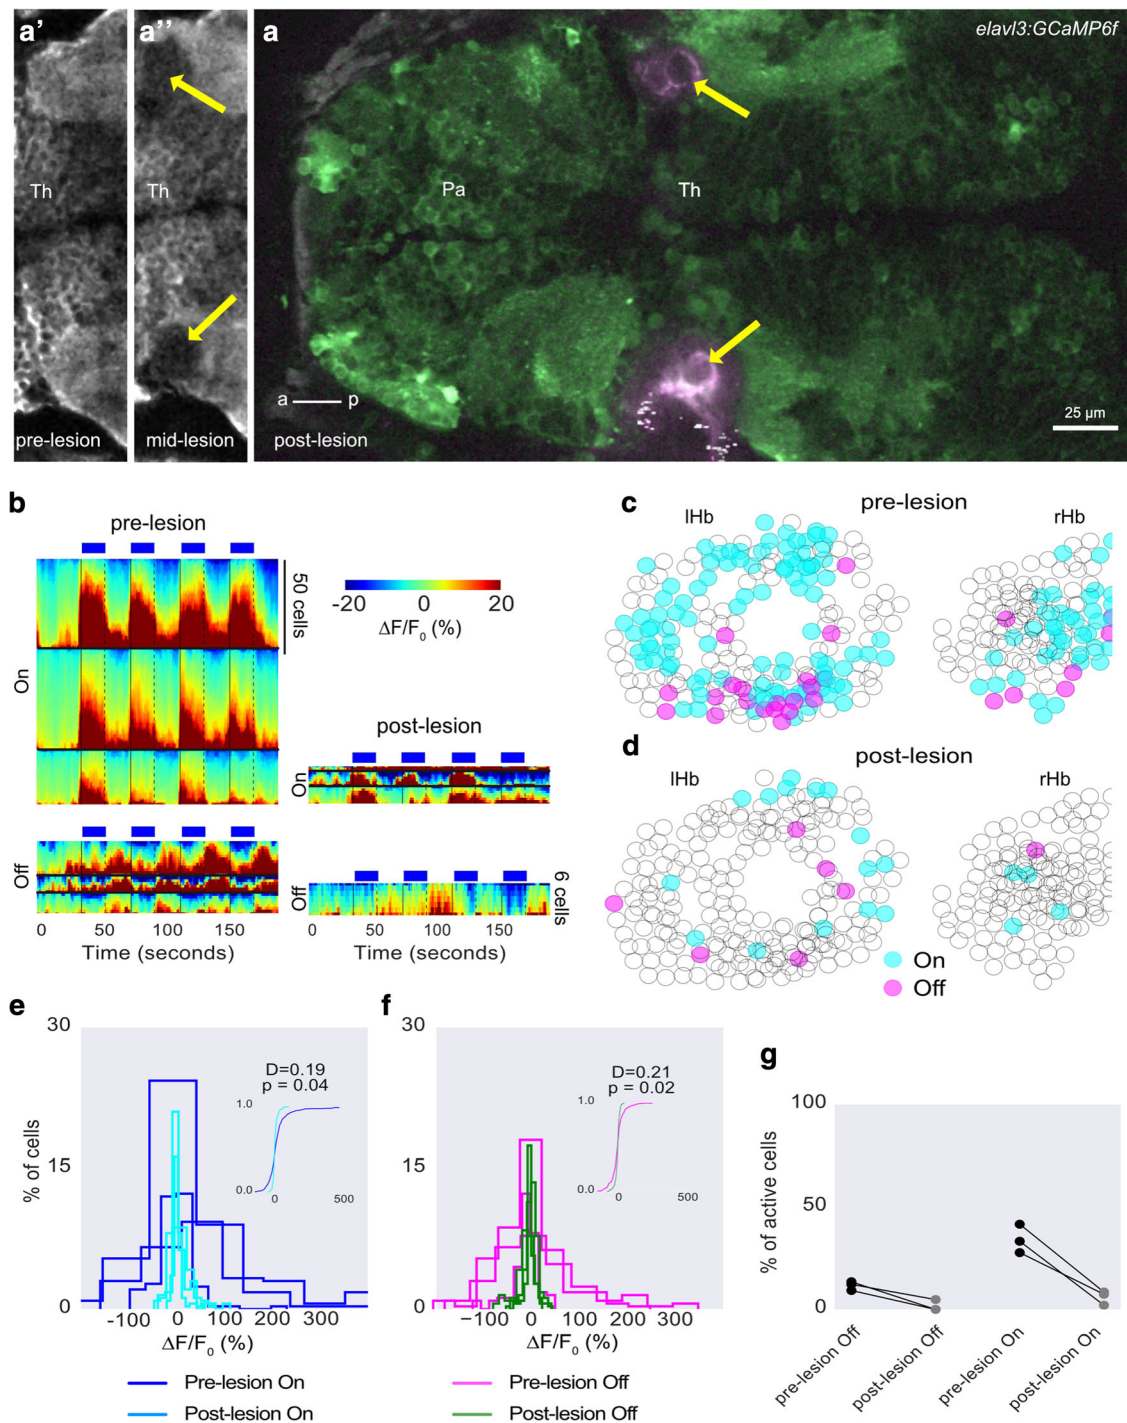 a’
a’’
a
elavl3:GCaMP6f
Th
Th
Pa
Th
a
p
25 µm
pre-lesion
mid-lesion
post-lesion
b
pre-lesion
50 cells
-20
0
20
ΔF/F₀ (%)
On
post-lesion
On
Off
Off
6 cells
0
50
100
150
0
50
100
150
Time (seconds)
Time (seconds)
c
pre-lesion
lHb
rHb
d
post-lesion
lHb
rHb
On
Off
e
30
15
0
% of cells
D=0.19
p = 0.04
1.0
0.0
0
500
-100
0
100
200
300
ΔF/F₀ (%)
Pre-lesion On
Post-lesion On
f
30
15
0
D=0.21
p = 0.02
1.0
0.0
0
500
-100
0
100
200
300
ΔF/F₀ (%)
Pre-lesion Off
Post-lesion Off
g
100
50
0
% of active cells
pre-lesion Off
post-lesion Off
pre-lesion On
post-lesion On